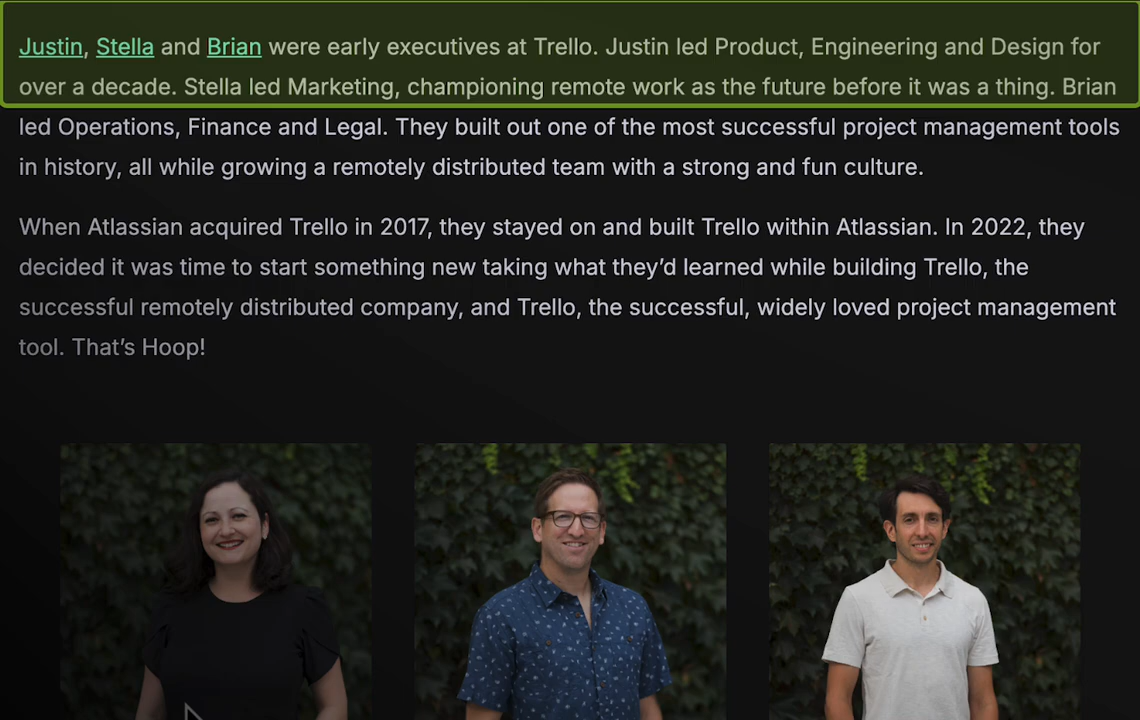 Justin, Stella and Brian were early executives at Trello. Justin led Product, Engineering and Design for
over a decade. Stella led Marketing, championing remote work as the future before it was a thing. Brian
led Operations, Finance and Legal. They built out one of the most successful project management tools
in history, all while growing a remotely distributed team with a strong and fun culture.
When Atlassian acquired Trello in 2017, they stayed on and built Trello within Atlassian. In 2022, they
decided it was time to start something new taking what they’d learned while building Trello, the
successful remotely distributed company, and Trello, the successful, widely loved project management
tool. That’s Hoop!